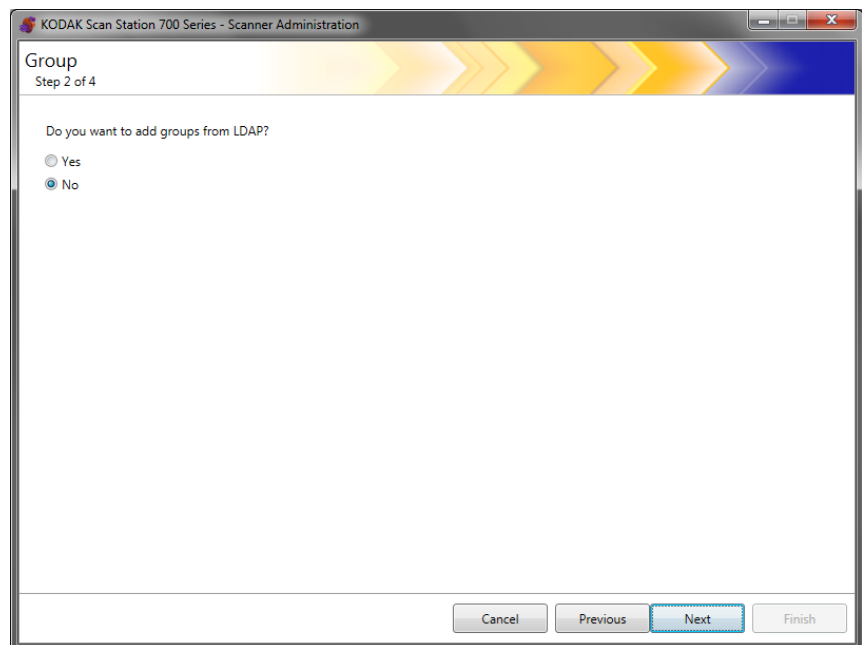 KODAK Scan Station 700 Series - Scanner Administration
Group
Step 2 of 4
Do you want to add groups from LDAP?
Yes
No
Cancel Previous Next Finish